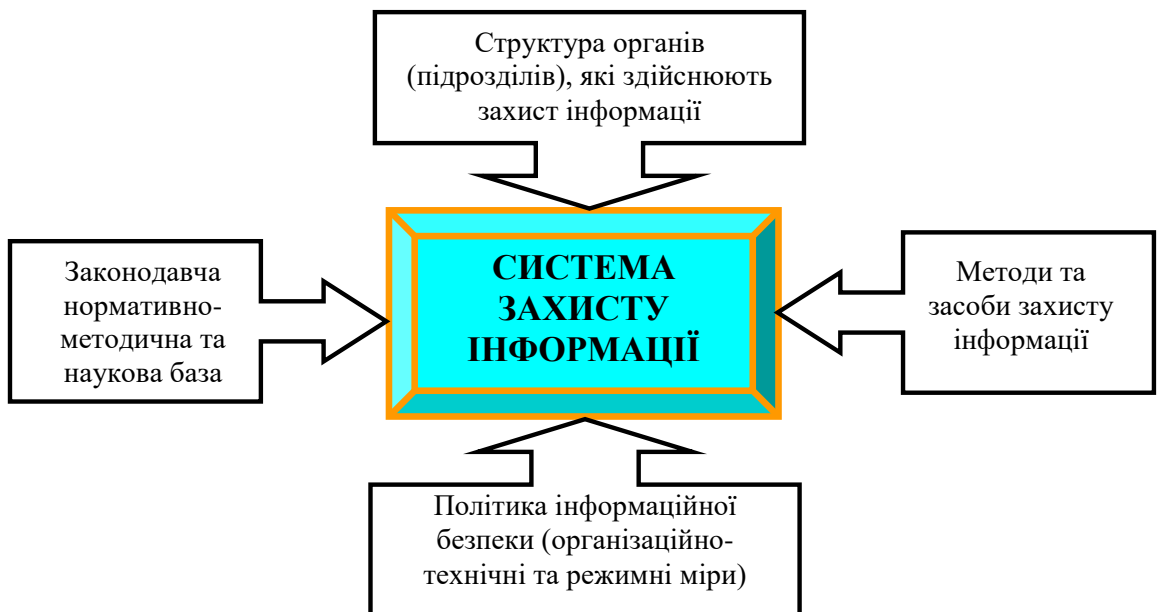 Структура органів
(підрозділів), які здійснюють
захист інформації
Законодавча
нормативно-
методична та
наукова база
СИСТЕМА
ЗАХИСТУ
ІНФОРМАЦІЇ
Методи та
засоби захисту
інформації
Політика інформаційної
безпеки (організаційно-
технічні та режимні міри)